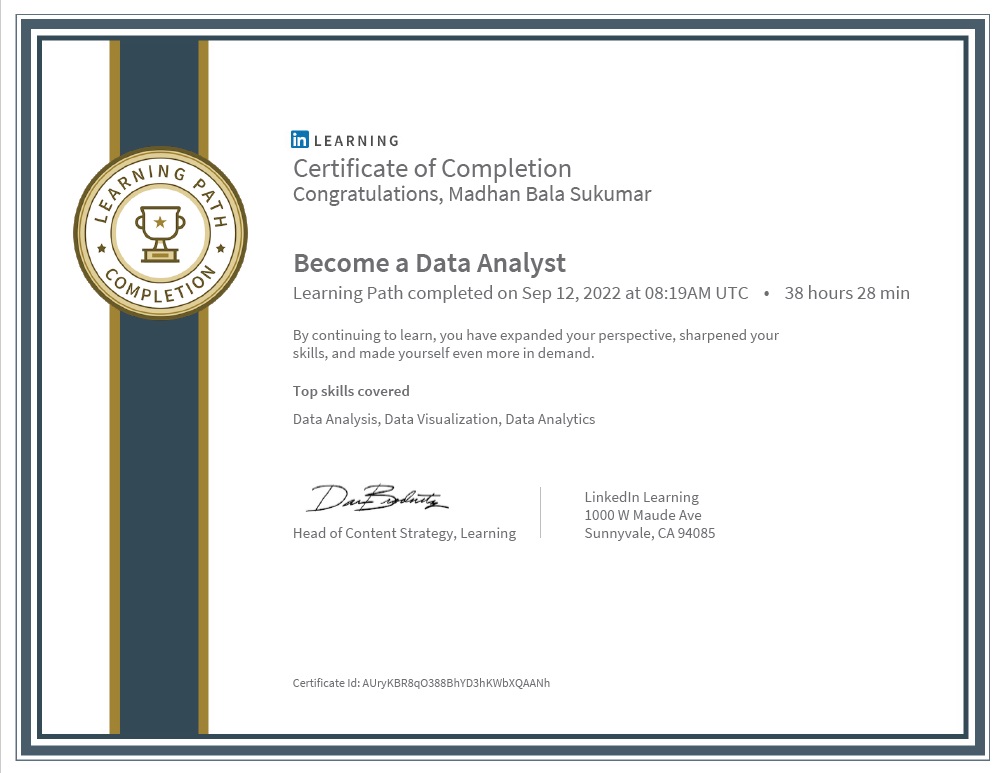 LEARNING PATH
COMPLETION
in LEARNING
Certificate of Completion
Congratulations, Madhan Bala Sukumar
Become a Data Analyst
Learning Path completed on Sep 12, 2022 at 08:19AM UTC • 38 hours 28 min
By continuing to learn, you have expanded your perspective, sharpened your
skills, and made yourself even more in demand.
Top skills covered
Data Analysis, Data Visualization, Data Analytics
Head of Content Strategy, Learning
LinkedIn Learning
1000 W Maude Ave
Sunnyvale, CA 94085
Certificate Id: AUryKBR8qO388BhYD3hKWbXQAANh